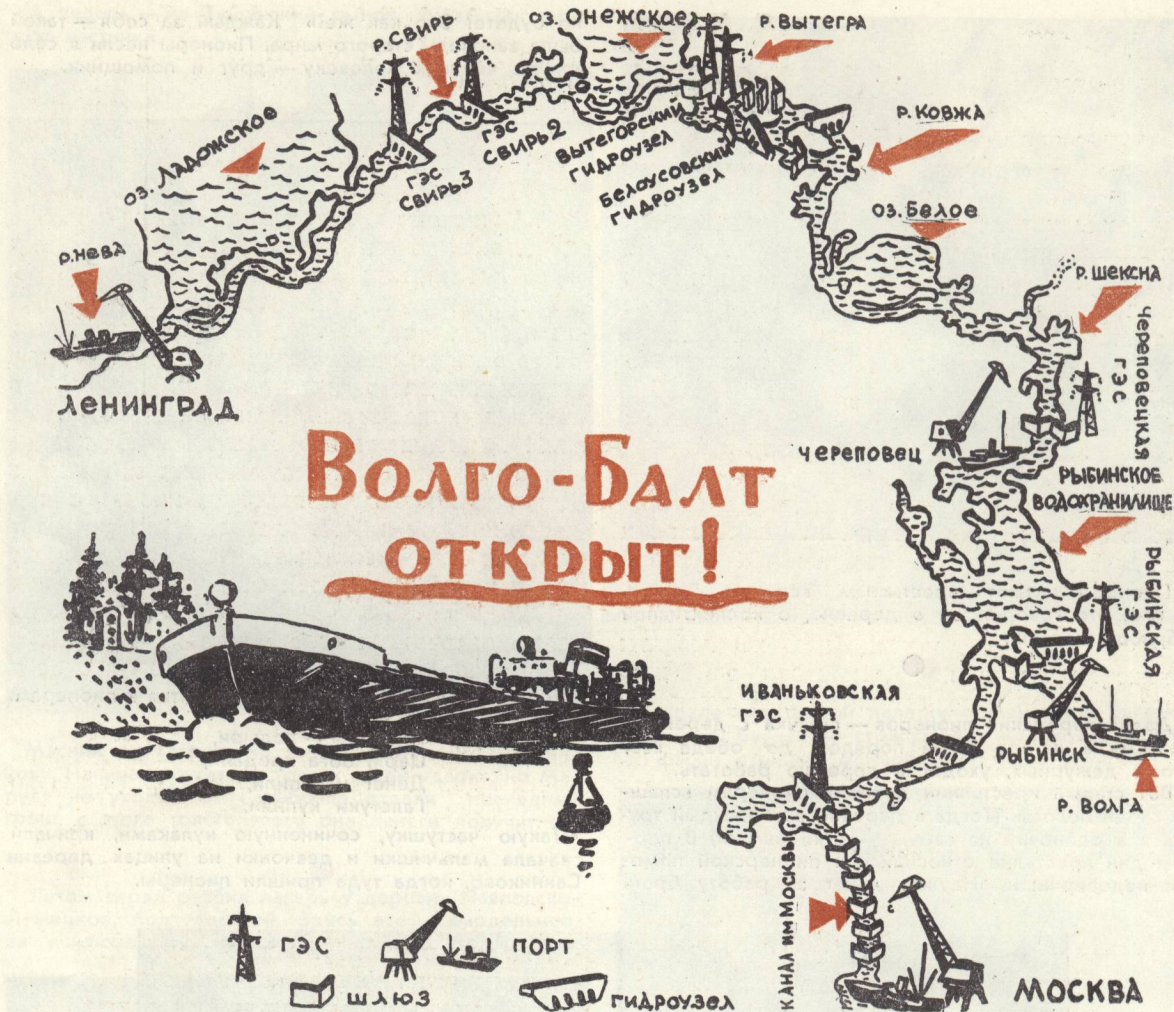 р. СВИРЬ
оз. ОНЕЖСКОЕ
р. ВЫТЕГРА
р. КОВЖА
оз. ЛАДОЖСКОЕ
ГЭС
СВИРЬ 3
ГЭС
СВИРЬ 2
ВЫТЕГОРСКИЙ
ГИДРОУЗЕЛ
БЕЛОУСОВСКИЙ
ГИДРОУЗЕЛ
оз. БЕЛОЕ
р. НЕВА
р. ШЕКСНА
ЧЕРЕПОВЕЦКАЯ
ГЭС
ЛЕНИНГРАД
ЧЕРЕПОВЕЦ
РЫБИНСКОЕ
ВОДОХРАНИЛИЩЕ
ВОЛГО-БАЛТ
ОТКРЫТ!
РЫБИНСКАЯ
ГЭС
ИВАНЬКОВСКАЯ
ГЭС
РЫБИНСК
р. ВОЛГА
КАНАЛ им МОСКВЫ
МОСКВА
ГЭС
ПОРТ
ШЛЮЗ
ГИДРОУЗЕЛ